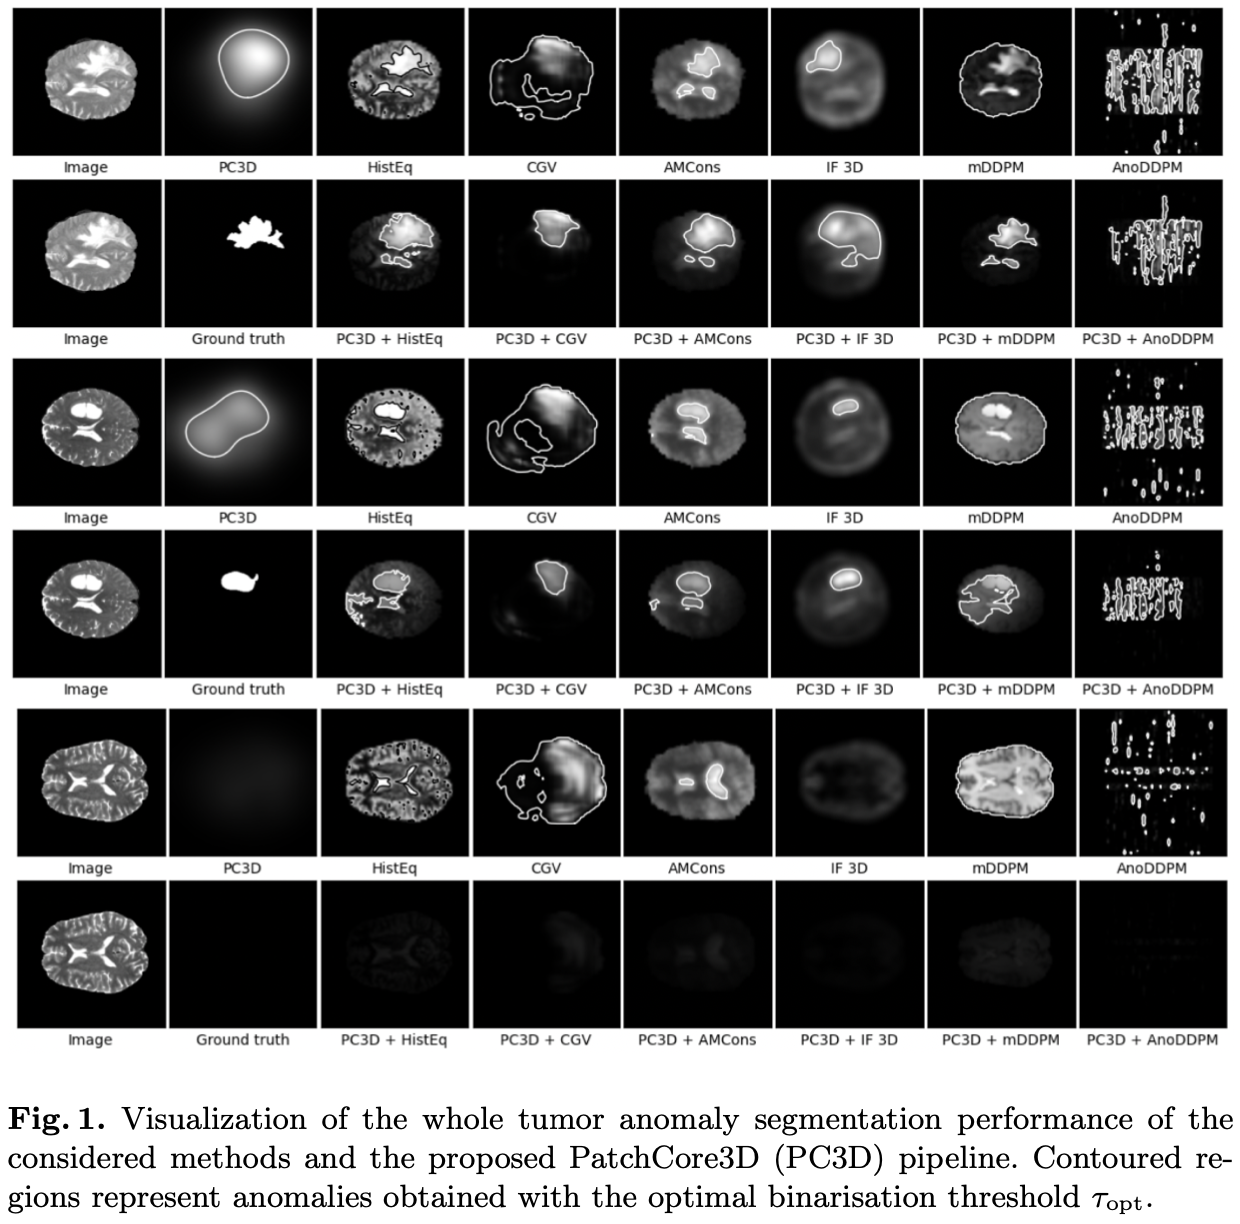 Image PC3D HistEq CGV AMCons IF 3D mDDPM AnoDDPM
Image Ground truth PC3D + HistEq PC3D + CGV PC3D + AMCons PC3D + IF 3D PC3D + mDDPM PC3D + AnoDDPM
Image PC3D HistEq CGV AMCons IF 3D mDDPM AnoDDPM
Image Ground truth PC3D + HistEq PC3D + CGV PC3D + AMCons PC3D + IF 3D PC3D + mDDPM PC3D + AnoDDPM
Image PC3D HistEq CGV AMCons IF 3D mDDPM AnoDDPM
Image Ground truth PC3D + HistEq PC3D + CGV PC3D + AMCons PC3D + IF 3D PC3D + mDDPM PC3D + AnoDDPM
Fig. 1. Visualization of the whole tumor anomaly segmentation performance of the
considered methods and the proposed PatchCore3D (PC3D) pipeline. Contoured re-
gions represent anomalies obtained with the optimal binarisation threshold τopt.